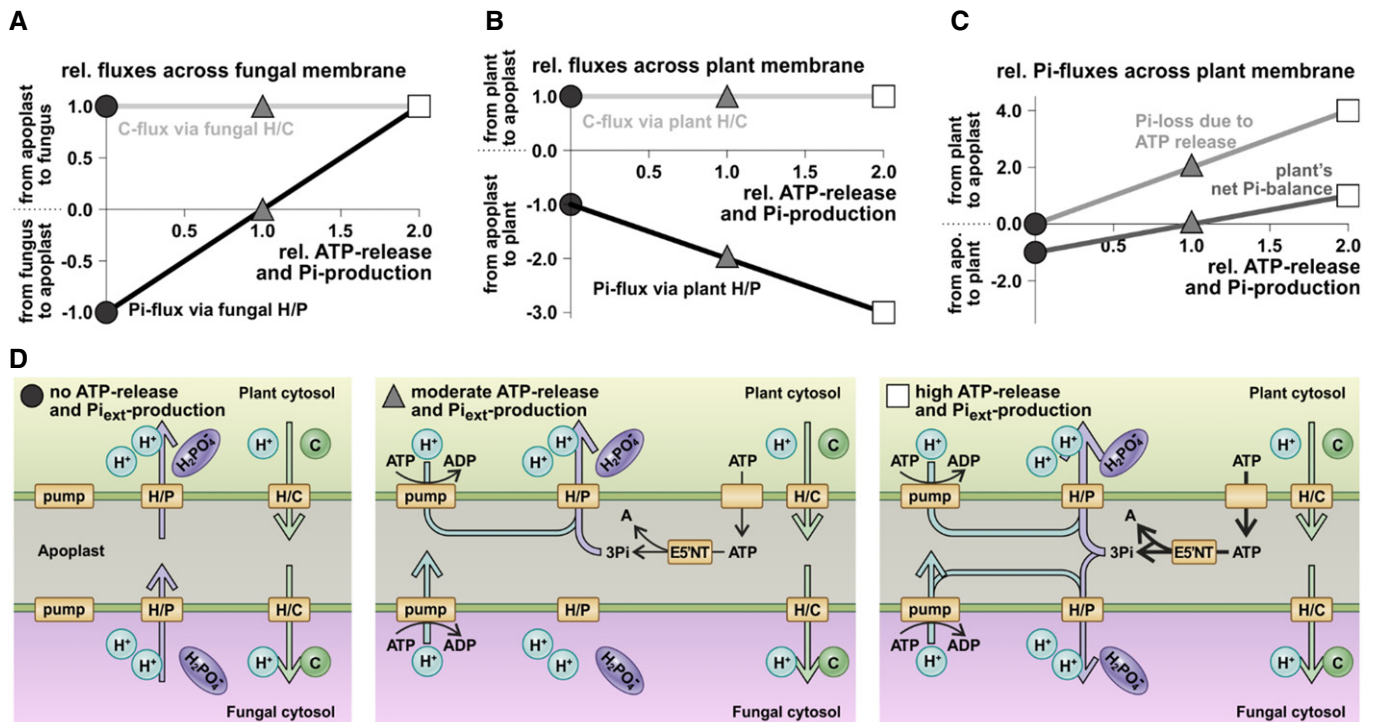 A
rel. fluxes across fungal membrane
from apoplast
to fungus
from fungus
to apoplast
1.0
0.5
0.0
-0.5
-1.0
C-flux via fungal H/C
0.5
1.0
1.5
2.0
rel. ATP-release
and Pi-production
Pi-flux via fungal H/P
B
rel. fluxes across plant membrane
from plant
to apoplast
from apoplast
to plant
1.0
0.0
-1.0
-2.0
-3.0
C-flux via plant H/C
0.5
1.0
1.5
2.0
rel. ATP-release
and Pi-production
Pi-flux via plant H/P
C
rel. Pi-fluxes across plant membrane
from plant
to apoplast
from apo.
to plant
4.0
2.0
0.0
-2.0
Pi-loss due to
ATP release
plant's
net Pi-balance
0.5
1.0
1.5
2.0
rel. ATP-release
and Pi-production
D
no ATP-release
and Piext-production
Plant cytosol
H+
H+
H2PO4-
H+
C
pump
H/P
H/C
Apoplast
pump
H/P
H/C
H+
H+
H2PO4-
H+
C
Fungal cytosol
moderate ATP-release
and Piext-production
Plant cytosol
H+
H+
H+
H2PO4-
H+
C
ATP
ADP
ATP
pump
H/P
H/C
A
3Pi
E5'NT
ATP
pump
H/P
H/C
ATP
ADP
H+
H+
H+
H2PO4-
H+
C
Fungal cytosol
high ATP-release
and Piext-production
Plant cytosol
H+
H+
H+
H2PO4-
H+
C
ATP
ADP
ATP
pump
H/P
H/C
A
3Pi
E5'NT
ATP
pump
H/P
H/C
ATP
ADP
H+
H+
H+
H2PO4-
H+
C
Fungal cytosol